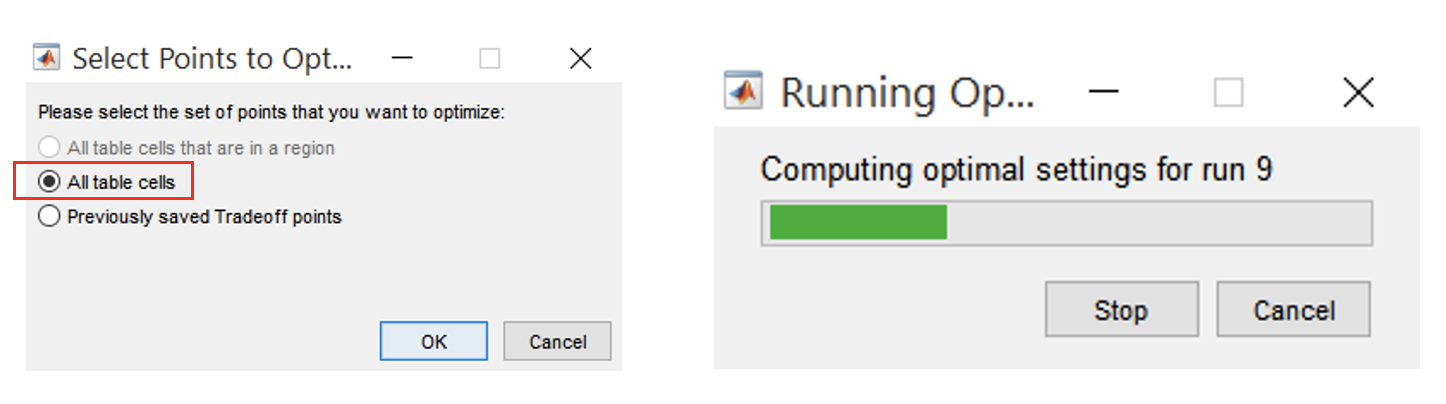 Select Points to Opt...
Please select the set of points that you want to optimize:
All table cells that are in a region
All table cells
Previously saved Tradeoff points
OK
Cancel
Running Op...
Computing optimal settings for run 9
Stop
Cancel